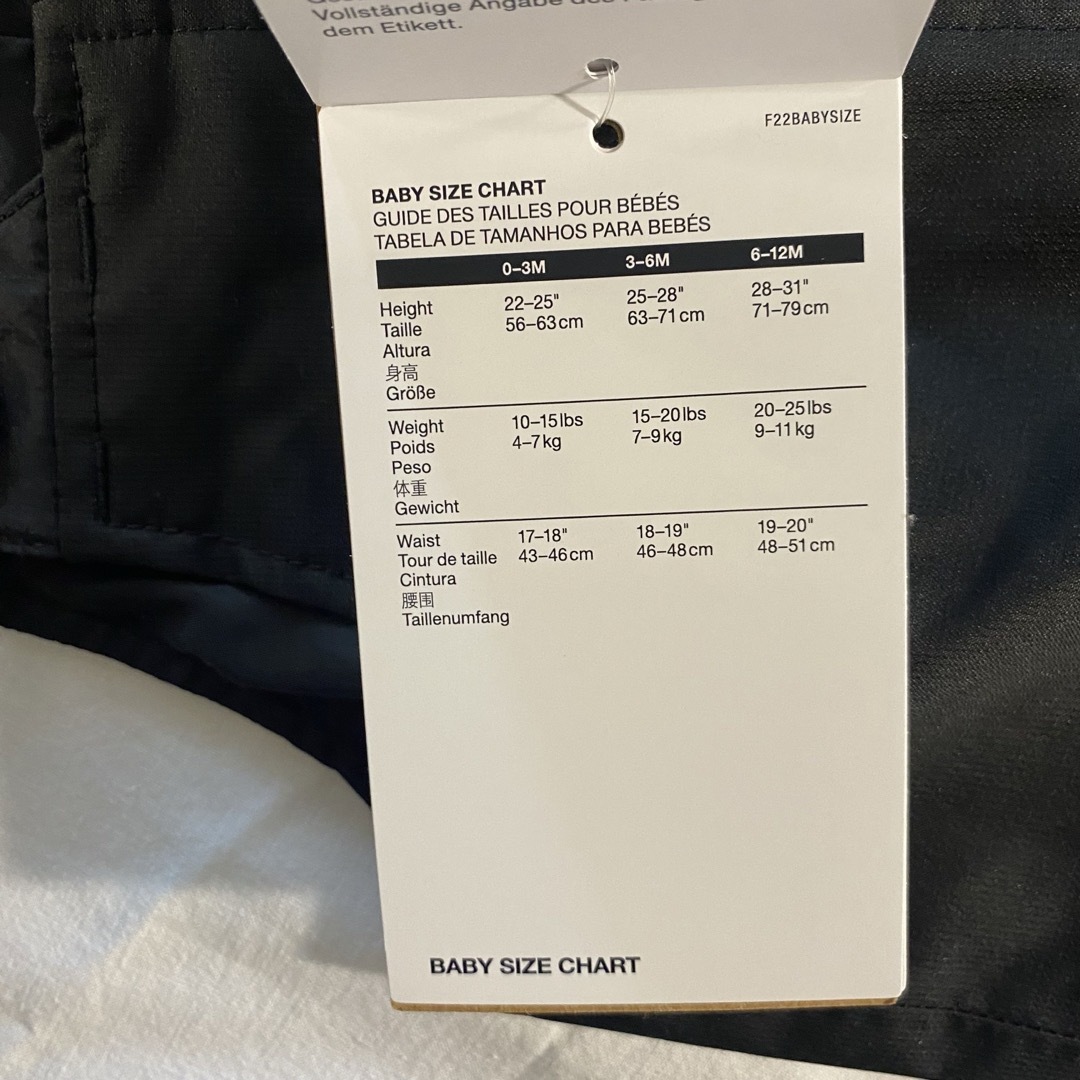 Vollständige Angabe
dem Etikett.
F22BABYSIZE
BABY SIZE CHART
GUIDE DES TAILLES POUR BÉBÉS
TABELA DE TAMANHOS PARA BEBÉS
0–3M 3–6M 6–12M
Height 22–25" 25–28" 28–31"
Taille 56–63cm 63–71cm 71–79cm
Altura
身高
Größe
Weight 10–15lbs 15–20lbs 20–25lbs
Poids 4–7kg 7–9kg 9–11kg
Peso
体重
Gewicht
Waist 17–18" 18–19" 19–20"
Tour de taille 43–46cm 46–48cm 48–51cm
Cintura
腰围
Taillenumfang
BABY SIZE CHART